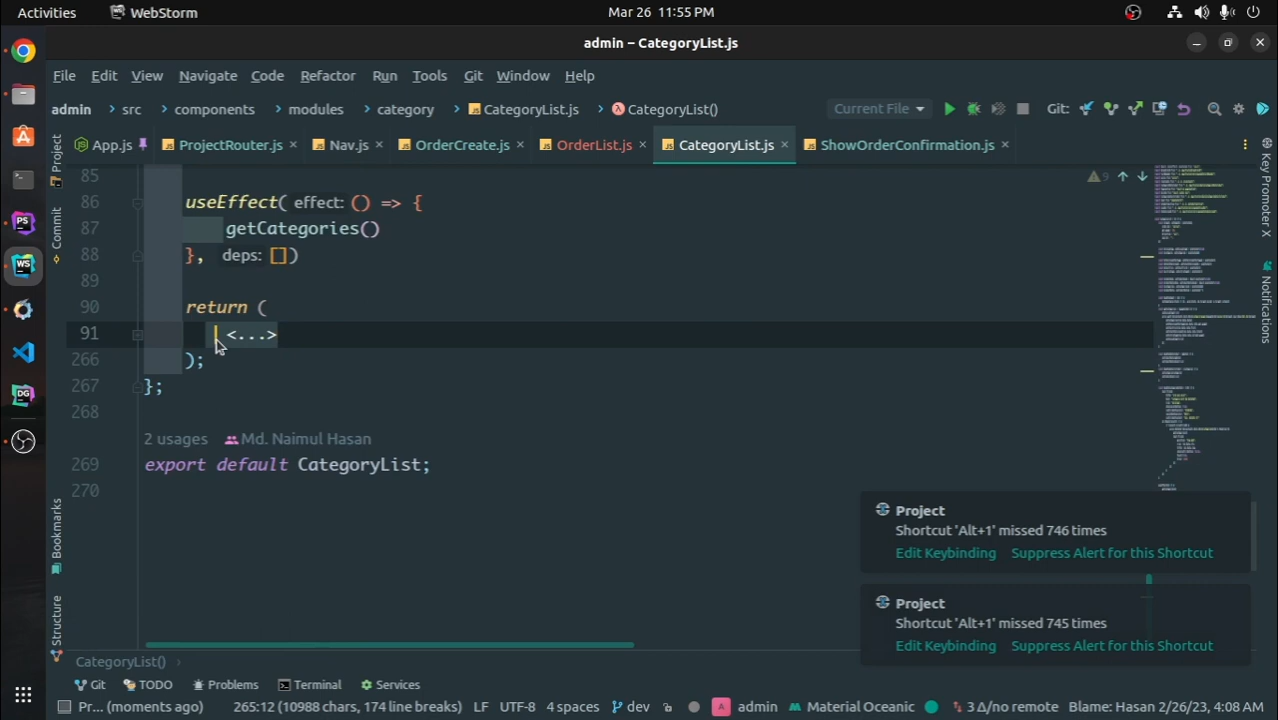 Activities WebStorm Mar 26 11:55 PM
admin – CategoryList.js
File Edit View Navigate Code Refactor Run Tools Git Window Help
admin src components modules category CategoryList.js CategoryList() Current File Git:
App.js ProjectRouter.js Nav.js OrderCreate.js OrderList.js CategoryList.js ShowOrderConfirmation.js
Project
Commit
Bookmarks
Structure
Key Promoter X
Notifications
9
85
86 useEffect( effect: () => {
87 getCategories()
88 }, deps: [])
89
90 return (
91 <...>
266 );
267 };
268
2 usages Md. Naimul Hasan
269 export default CategoryList;
270
Project
Shortcut 'Alt+1' missed 746 times
Edit Keybinding Suppress Alert for this Shortcut
Project
Shortcut 'Alt+1' missed 745 times
Edit Keybinding Suppress Alert for this Shortcut
CategoryList()
Git TODO Problems Terminal Services
Pr... (moments ago) 265:12 (10988 chars, 174 line breaks) LF UTF-8 4 spaces dev A admin Material Oceanic 3 Δ/no remote Blame: Hasan 2/26/23, 4:08 AM